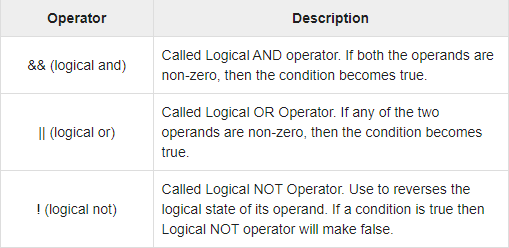 Operator Description
&& (logical and)
Called Logical AND operator. If both the operands are
non-zero, then the condition becomes true.
|| (logical or)
Called Logical OR Operator. If any of the two
operands are non-zero, then the condition becomes
true.
! (logical not)
Called Logical NOT Operator. Use to reverses the
logical state of its operand. If a condition is true then
Logical NOT operator will make false.